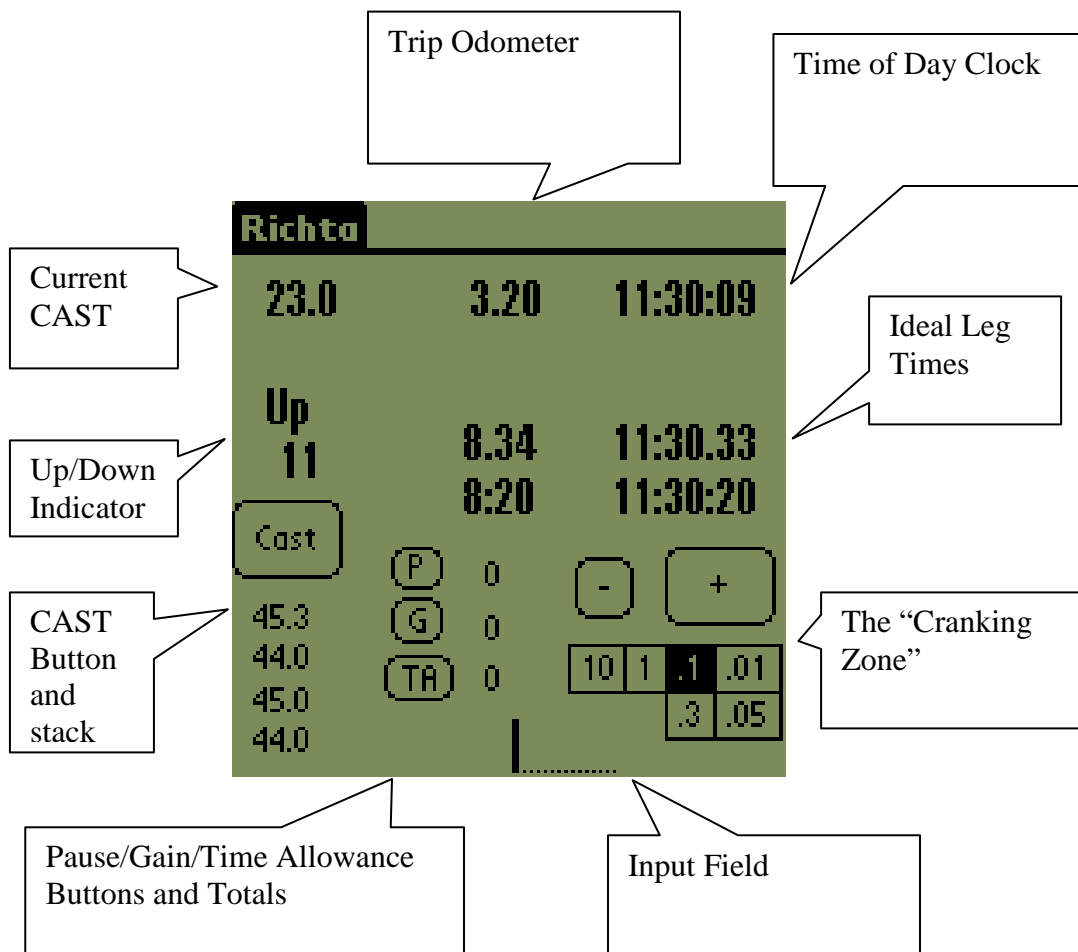 Trip Odometer
Time of Day Clock
Richta
Current
CAST
23.0 3.20 11:30:09
Ideal Leg
Times
Up
11
8.34 11:30.33
8:20 11:30:20
Up/Down
Indicator
Cast
P 0
- +
G 0
TA 0
10 1 .1 .01
.3 .05
45.3
44.0
45.0
44.0
CAST
Button
and
stack
The “Cranking
Zone”
Pause/Gain/Time Allowance
Buttons and Totals
Input Field